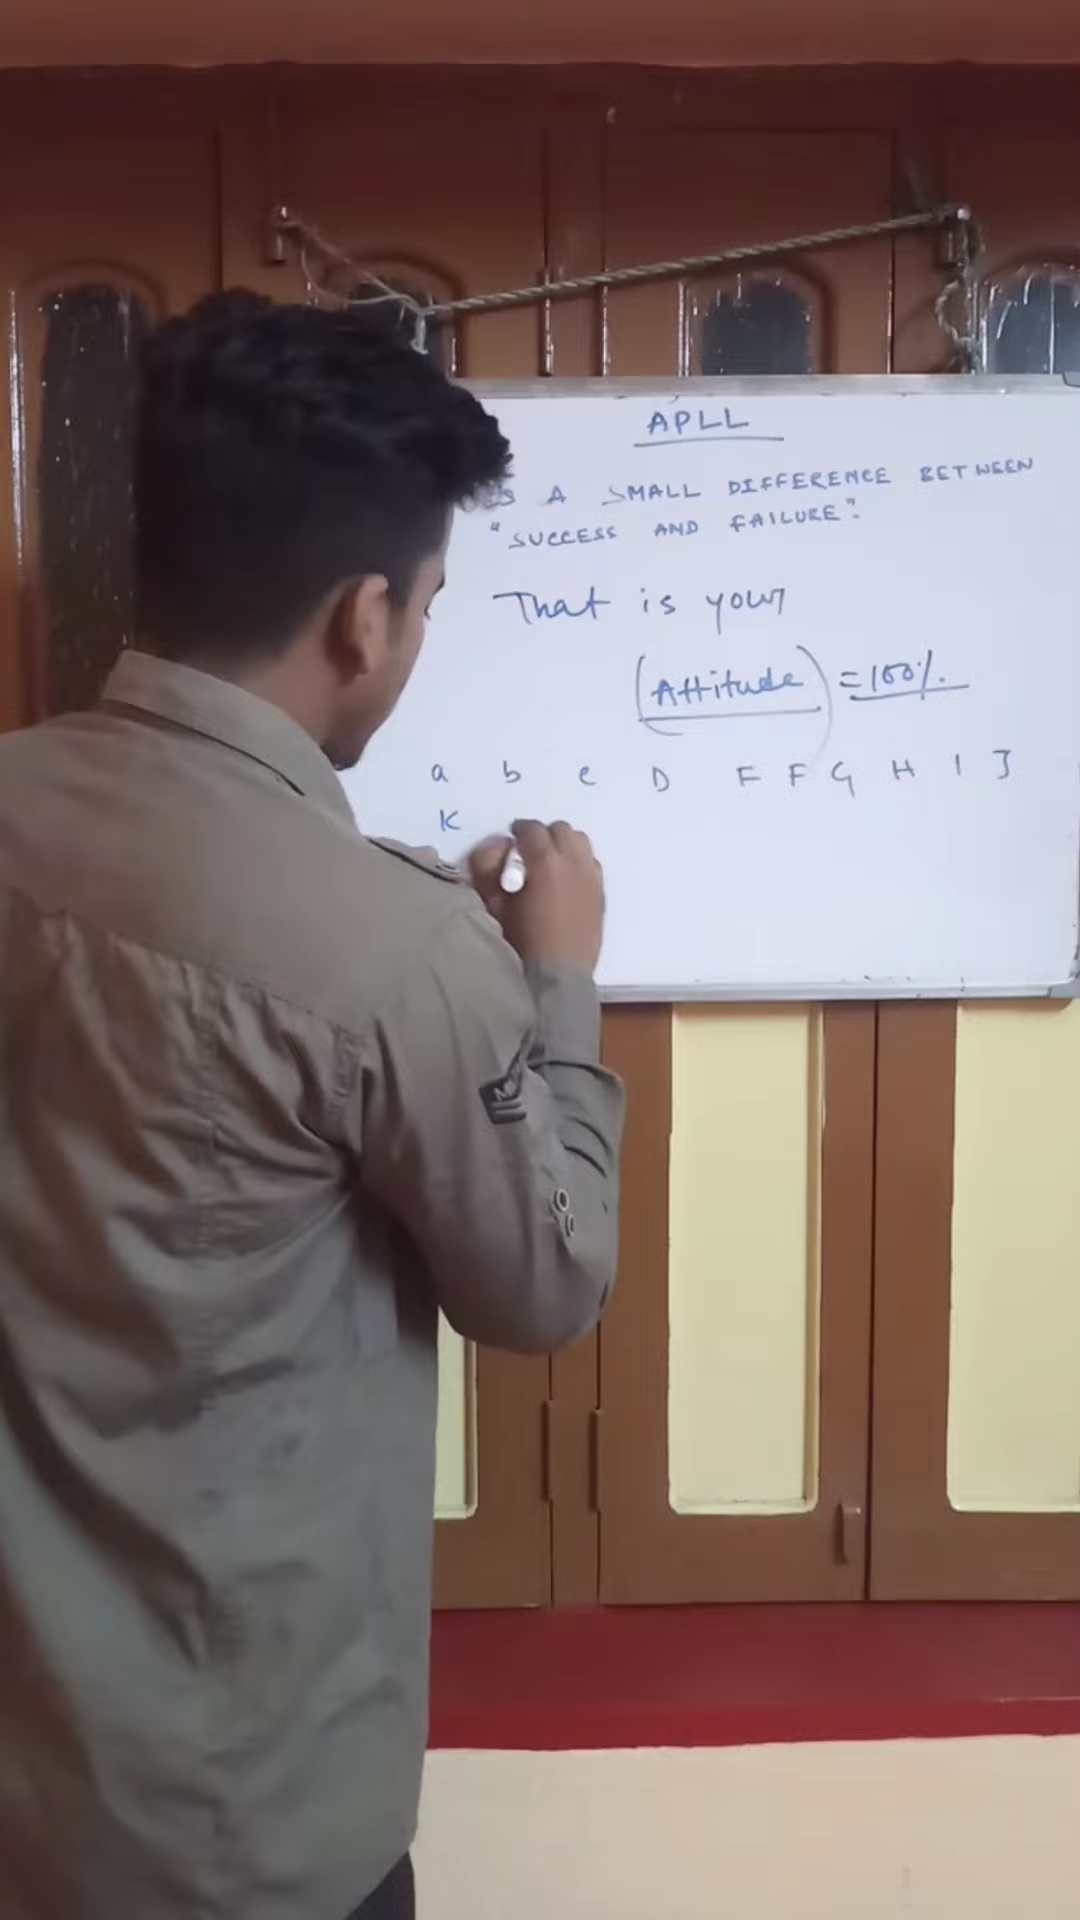 APLL
A SMALL DIFFERENCE BETWEEN
"SUCCESS AND FAILURE".
That is your
(Attitude) = 100%.
a b c D E F G H I J
K